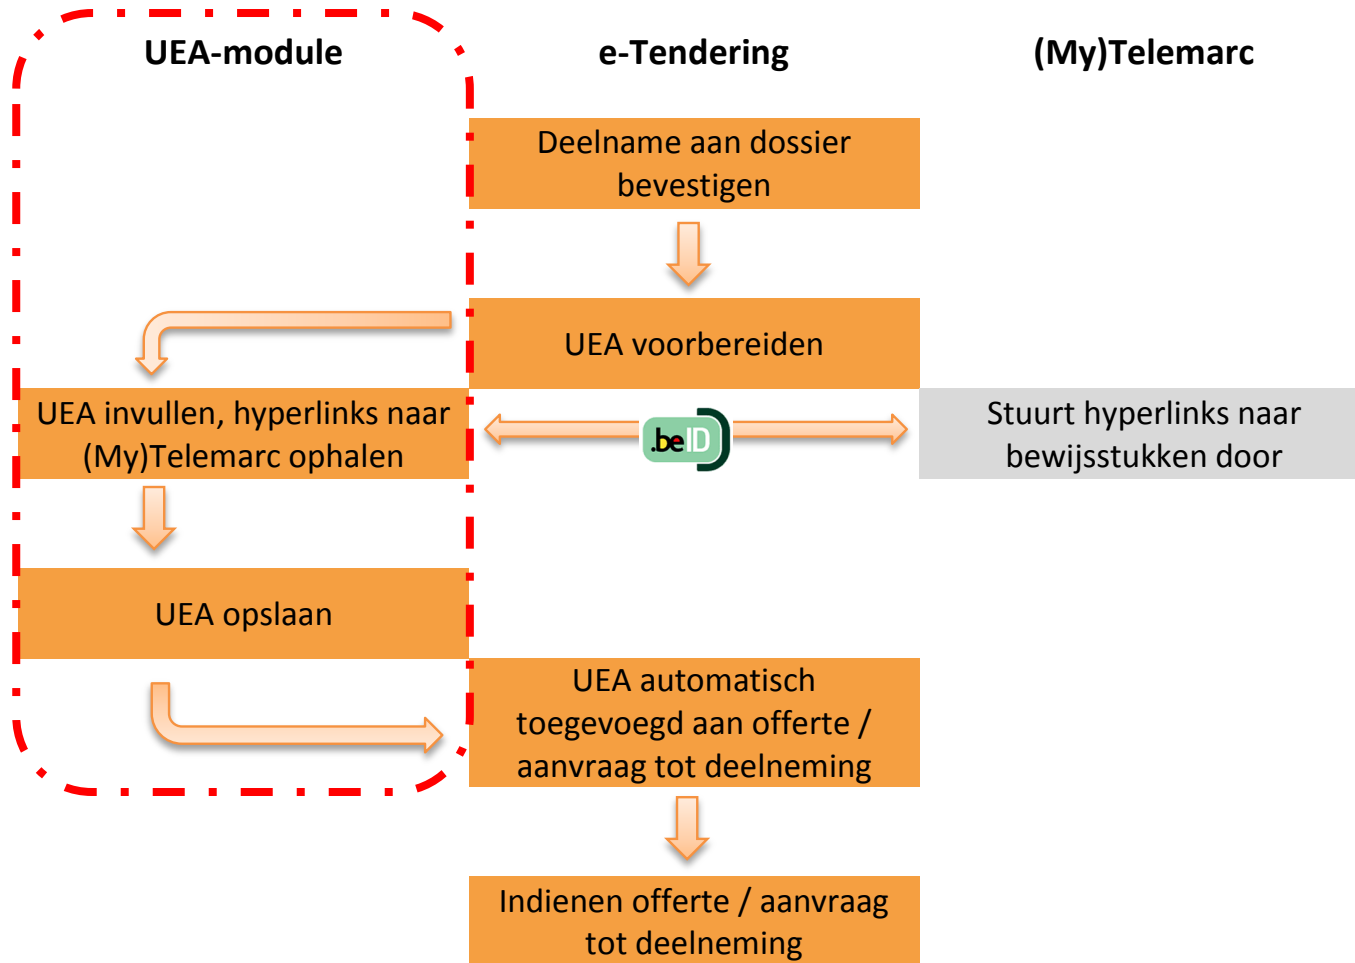 UEA-module
e-Tendering
(My)Telemarc
Deelname aan dossier
bevestigen
UEA voorbereiden
UEA invullen, hyperlinks naar
(My)Telemarc ophalen
.beID
Stuurt hyperlinks naar
bewijsstukken door
UEA opslaan
UEA automatisch
toegevoegd aan offerte /
aanvraag tot deelneming
Indienen offerte / aanvraag
tot deelneming